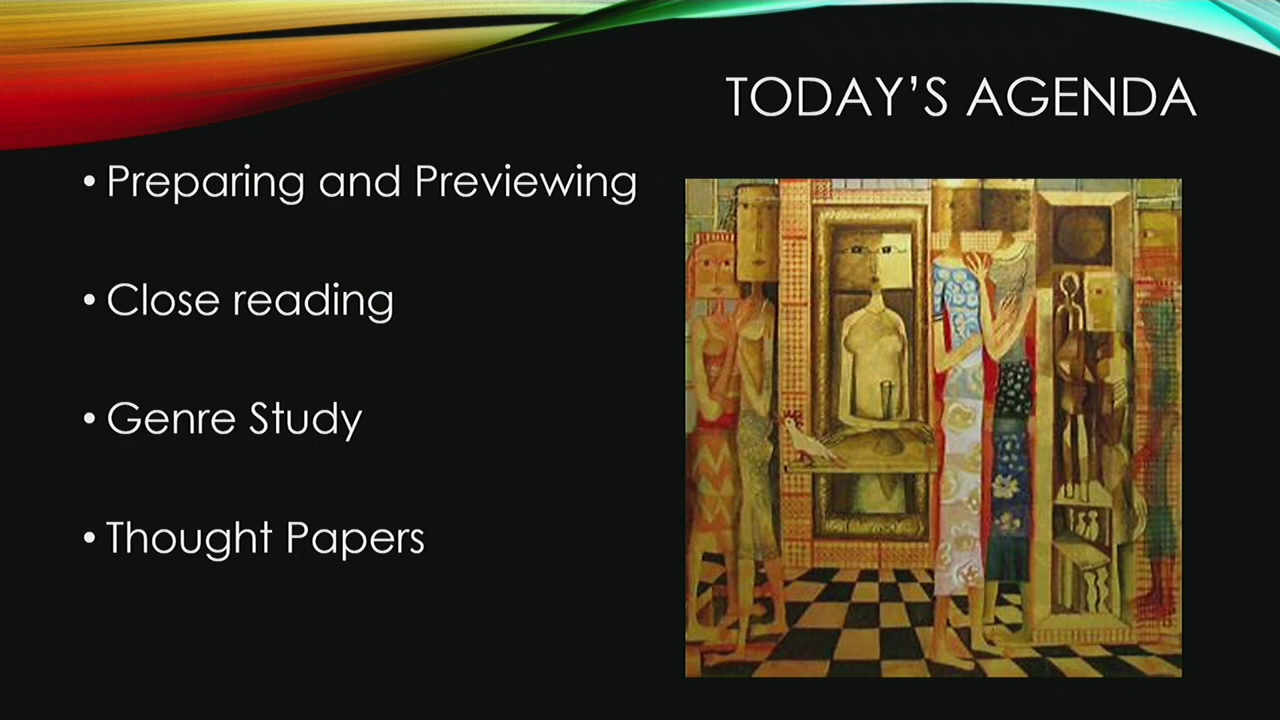 TODAY’S AGENDA
• Preparing and Previewing
• Close reading
• Genre Study
• Thought Papers